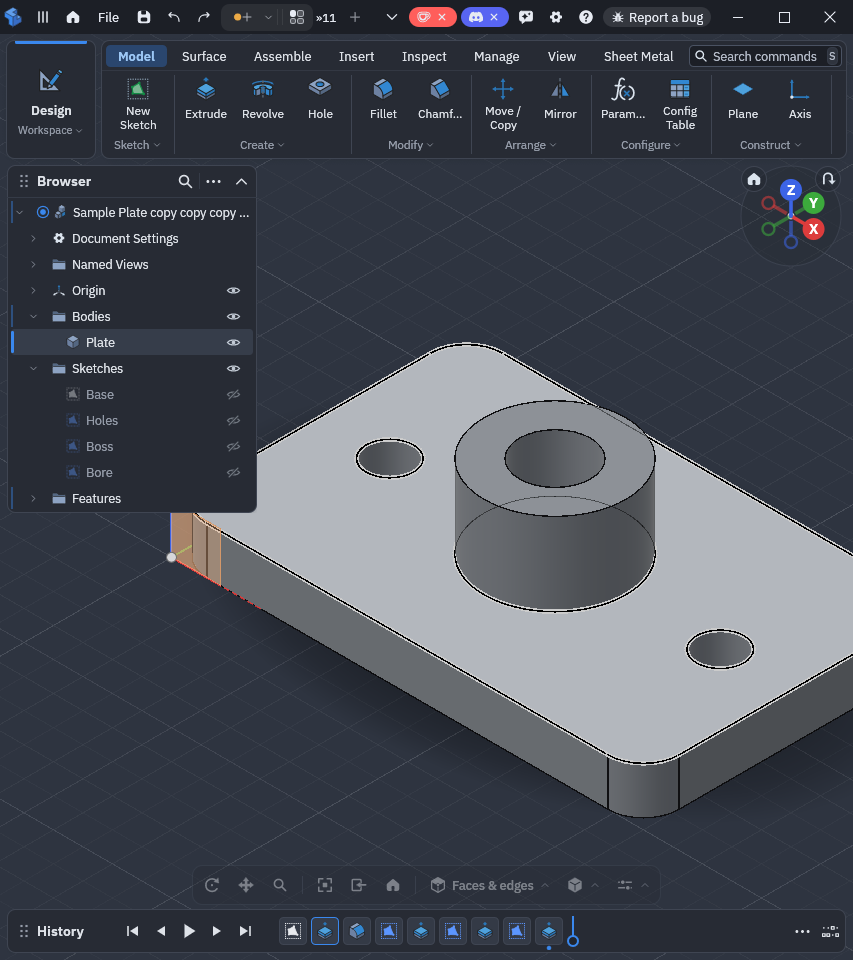 File
»11
Report a bug
Design
Workspace
Model Surface Assemble Insert Inspect Manage View Sheet Metal
Search commands S
New Sketch
Extrude
Revolve
Hole
Fillet
Chamf...
Move / Copy
Mirror
Param...
Config Table
Plane
Axis
Sketch
Create
Modify
Arrange
Configure
Construct
Browser
Sample Plate copy copy copy ...
Document Settings
Named Views
Origin
Bodies
Plate
Sketches
Base
Holes
Boss
Bore
Features
Z
Y
X
Faces & edges
History